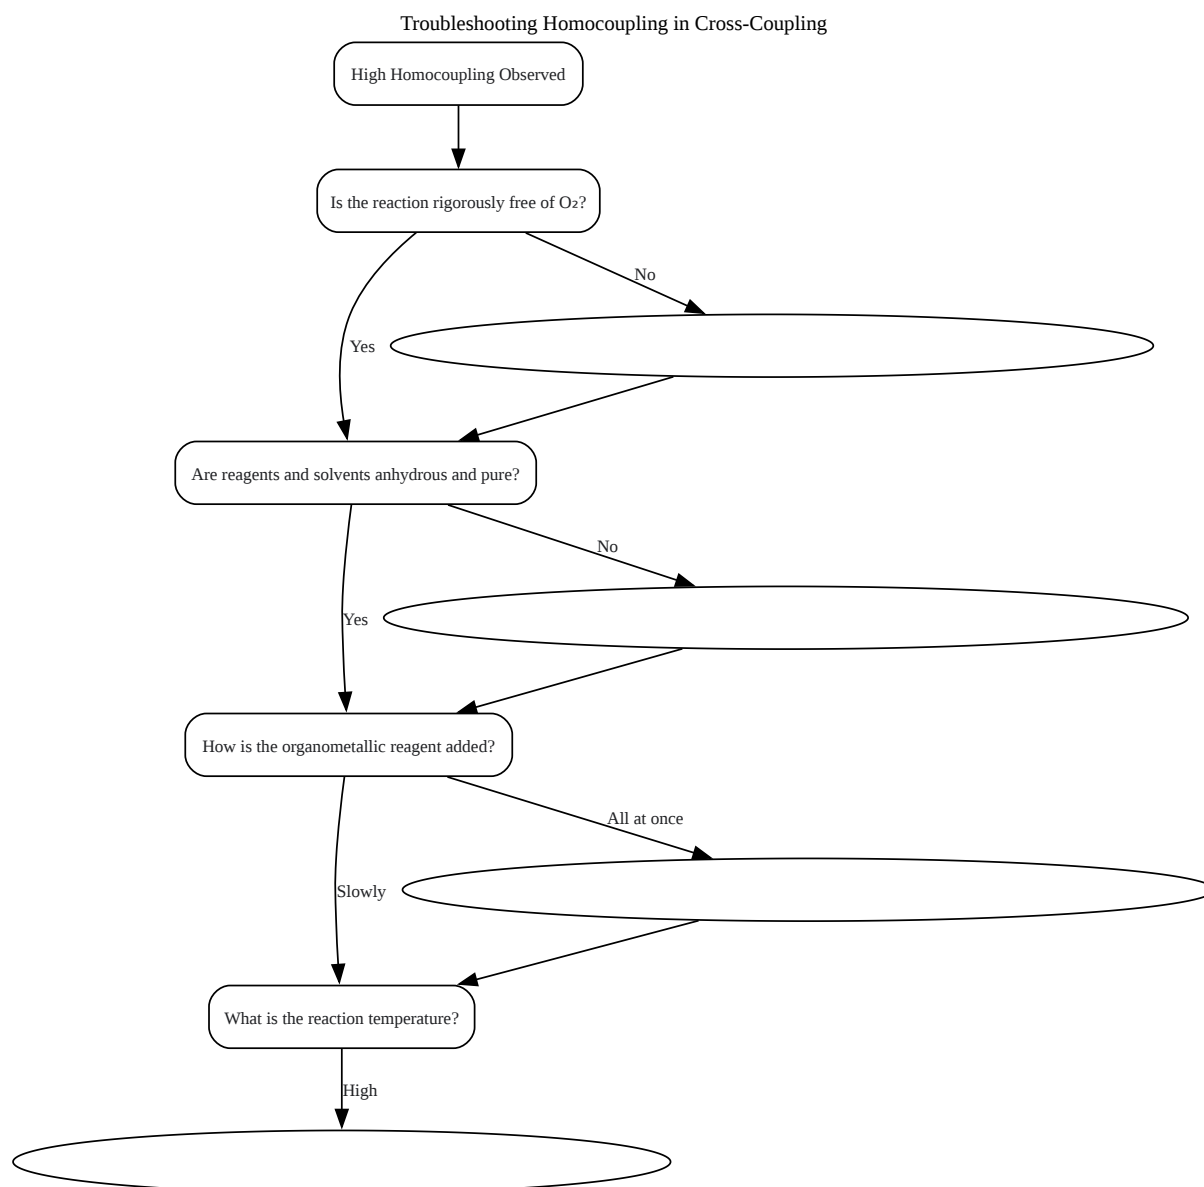 Troubleshooting Homocoupling in Cross-Coupling
High Homocoupling Observed
Is the reaction rigorously free of O₂?
No
Yes
Are reagents and solvents anhydrous and pure?
No
Yes
How is the organometallic reagent added?
All at once
Slowly
What is the reaction temperature?
High